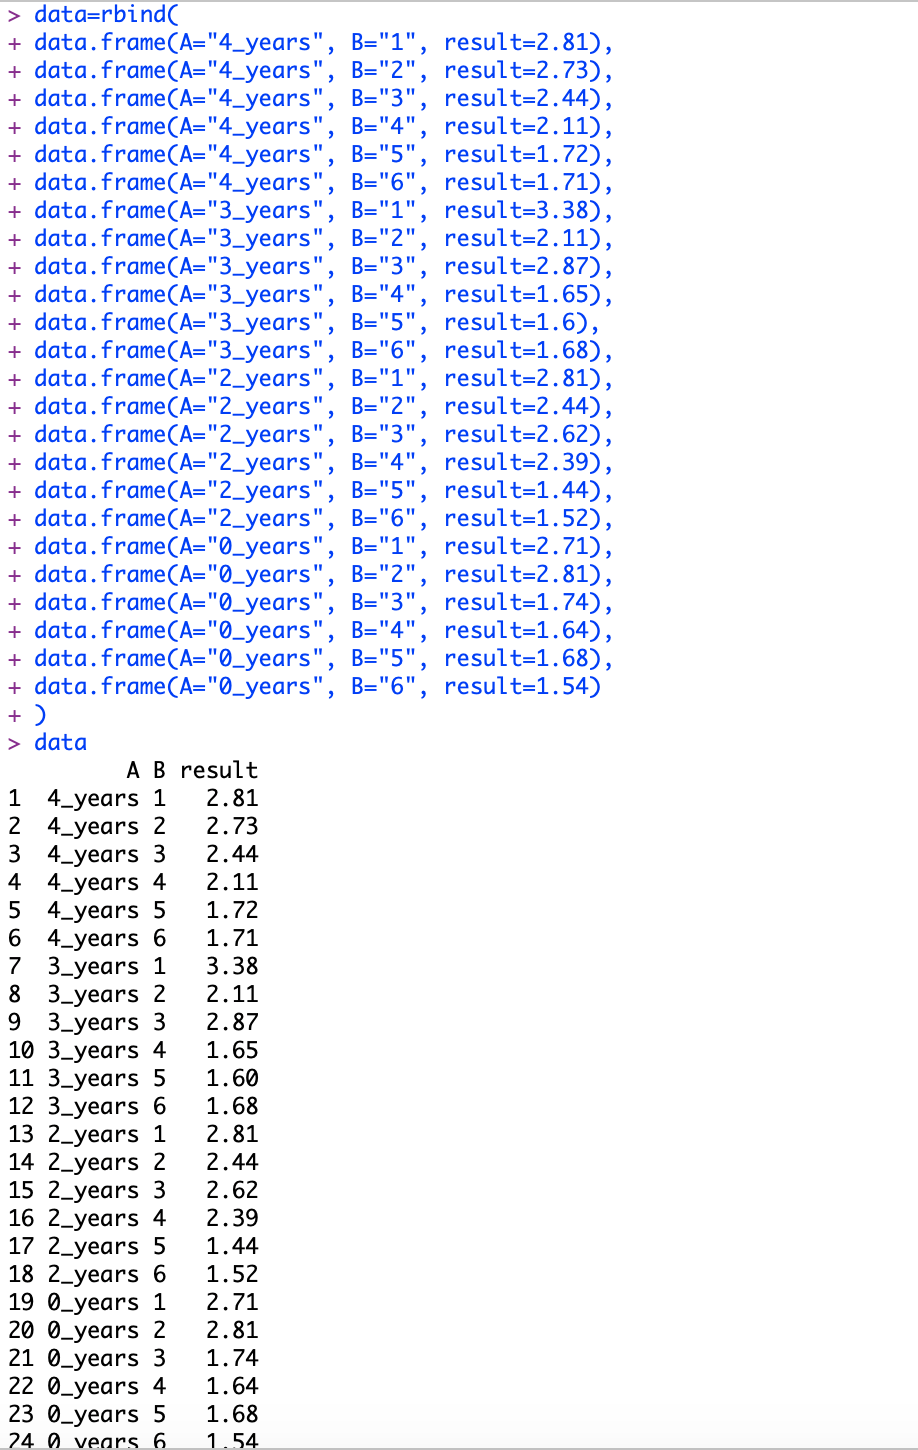 > data=rbind(
+ data.frame(A="4_years", B="1", result=2.81),
+ data.frame(A="4_years", B="2", result=2.73),
+ data.frame(A="4_years", B="3", result=2.44),
+ data.frame(A="4_years", B="4", result=2.11),
+ data.frame(A="4_years", B="5", result=1.72),
+ data.frame(A="4_years", B="6", result=1.71),
+ data.frame(A="3_years", B="1", result=3.38),
+ data.frame(A="3_years", B="2", result=2.11),
+ data.frame(A="3_years", B="3", result=2.87),
+ data.frame(A="3_years", B="4", result=1.65),
+ data.frame(A="3_years", B="5", result=1.6),
+ data.frame(A="3_years", B="6", result=1.68),
+ data.frame(A="2_years", B="1", result=2.81),
+ data.frame(A="2_years", B="2", result=2.44),
+ data.frame(A="2_years", B="3", result=2.62),
+ data.frame(A="2_years", B="4", result=2.39),
+ data.frame(A="2_years", B="5", result=1.44),
+ data.frame(A="2_years", B="6", result=1.52),
+ data.frame(A="0_years", B="1", result=2.71),
+ data.frame(A="0_years", B="2", result=2.81),
+ data.frame(A="0_years", B="3", result=1.74),
+ data.frame(A="0_years", B="4", result=1.64),
+ data.frame(A="0_years", B="5", result=1.68),
+ data.frame(A="0_years", B="6", result=1.54)
+ )
> data
         A B result
1  4_years 1   2.81
2  4_years 2   2.73
3  4_years 3   2.44
4  4_years 4   2.11
5  4_years 5   1.72
6  4_years 6   1.71
7  3_years 1   3.38
8  3_years 2   2.11
9  3_years 3   2.87
10 3_years 4   1.65
11 3_years 5   1.60
12 3_years 6   1.68
13 2_years 1   2.81
14 2_years 2   2.44
15 2_years 3   2.62
16 2_years 4   2.39
17 2_years 5   1.44
18 2_years 6   1.52
19 0_years 1   2.71
20 0_years 2   2.81
21 0_years 3   1.74
22 0_years 4   1.64
23 0_years 5   1.68
24 0_years 6   1.54